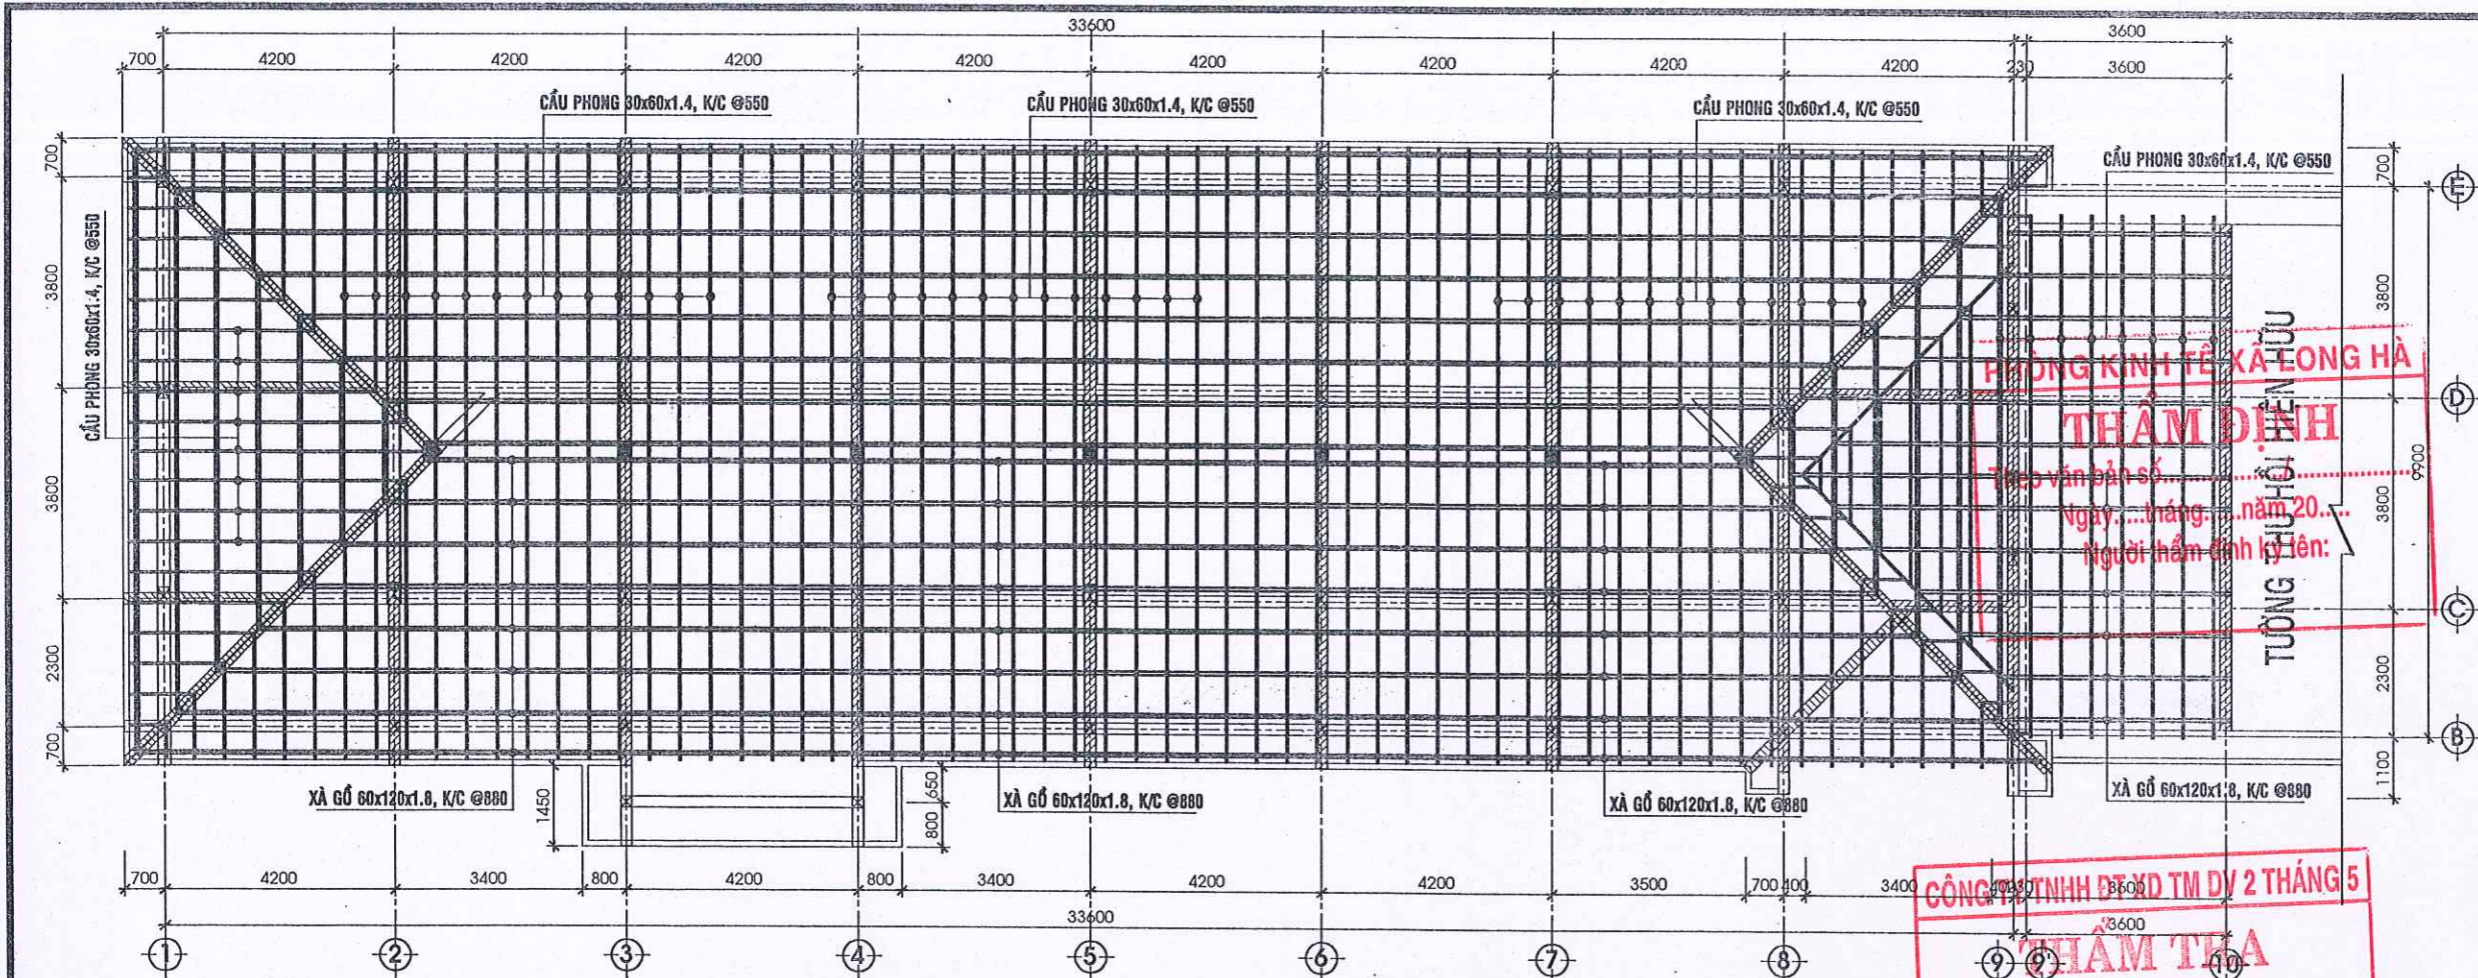 33600
3600
700 4200 4200 4200 4200 4200 4200 4200 4200 230 3600
CẦU PHONG 30x60x1.4, K/C @550
CẦU PHONG 30x60x1.4, K/C @550
CẦU PHONG 30x60x1.4, K/C @550
CẦU PHONG 30x60x1.4, K/C @550
CẦU PHONG 30x60x1.4, K/C @550
700
3800
3800
2300
700
700
3800
3800
2300
1100
9900
E
D
C
B
TƯỜNG THU HỒI HIÊN HỮU
PHÒNG KINH TẾ XÃ LONG HÀ
THẨM ĐỊNH
Theo văn bản số
Ngày.....tháng......năm 20.....
Người thẩm định ký tên:
XÀ GỒ 60x120x1.8, K/C @880
XÀ GỒ 60x120x1.8, K/C @880
XÀ GỒ 60x120x1.8, K/C @880
XÀ GỒ 60x120x1.8, K/C @880
1450
650
800
700 4200 3400 800 4200 800 3400 4200 4200 3500 700 400 3400 400 230 3600
33600
3600
CÔNG TY TNHH ĐT XD TM DV 2 THÁNG 5
THẨM TRA
1 2 3 4 5 6 7 8 9 9' 10